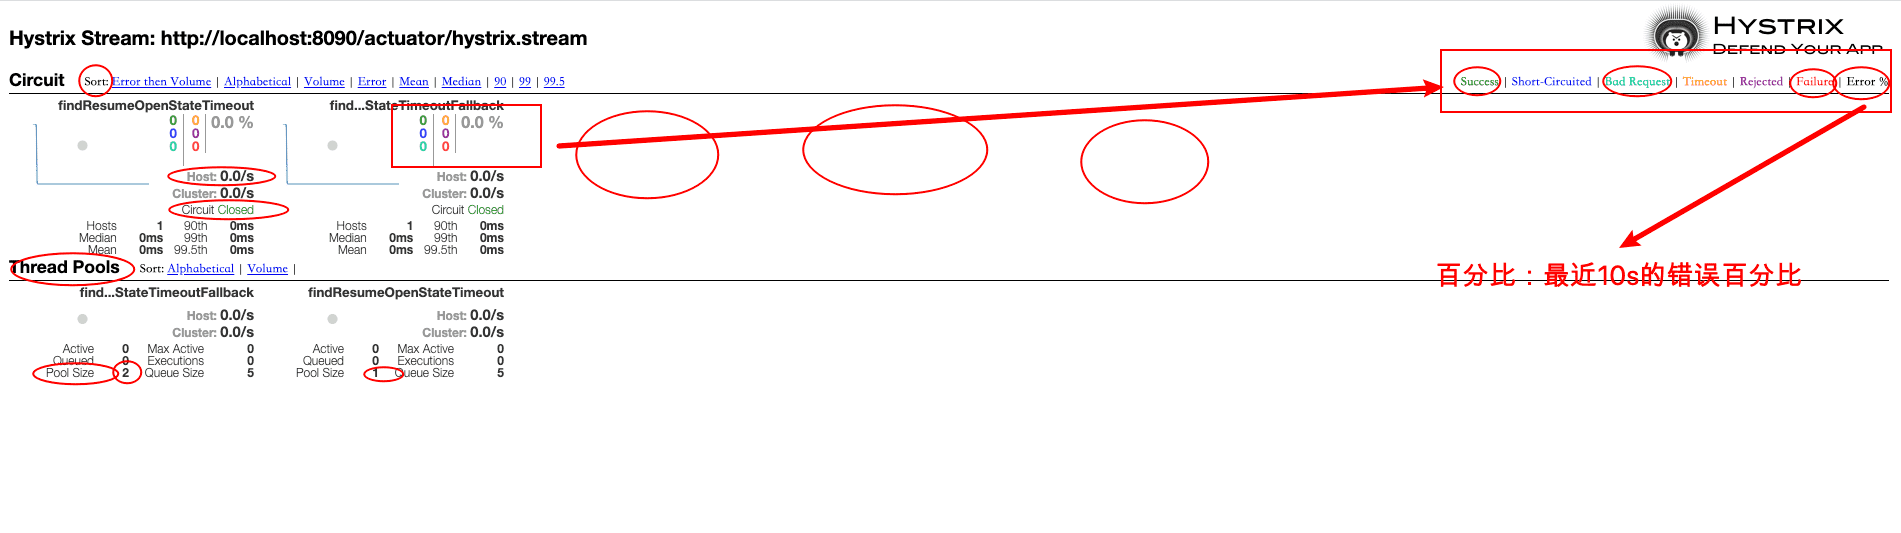 HYSTRIX
DEFEND YOUR APP
Hystrix Stream: http://localhost:8090/actuator/hystrix.stream
Circuit Sort: Error then Volume | Alphabetical | Volume | Error | Mean | Median | 90 | 99 | 99.5
Success | Short-Circuited | Bad Request | Timeout | Rejected | Failure | Error %
findResumeOpenStateTimeout
0 0 0.0 %
0 0
0 0
Host: 0.0/s
Cluster: 0.0/s
Circuit Closed
Hosts 1 90th 0ms
Median 0ms 99th 0ms
Mean 0ms 99.5th 0ms
find...StateTimeoutFallback
0 0 0.0 %
0 0
0 0
Host: 0.0/s
Cluster: 0.0/s
Circuit Closed
Hosts 1 90th 0ms
Median 0ms 99th 0ms
Mean 0ms 99.5th 0ms
百分比：最近10s的错误百分比
Thread Pools Sort: Alphabetical | Volume |
find...StateTimeoutFallback
Host: 0.0/s
Cluster: 0.0/s
Active 0 Max Active 0
Queued 0 Executions 0
Pool Size 2 Queue Size 5
findResumeOpenStateTimeout
Host: 0.0/s
Cluster: 0.0/s
Active 0 Max Active 0
Queued 0 Executions 0
Pool Size 1 Queue Size 5